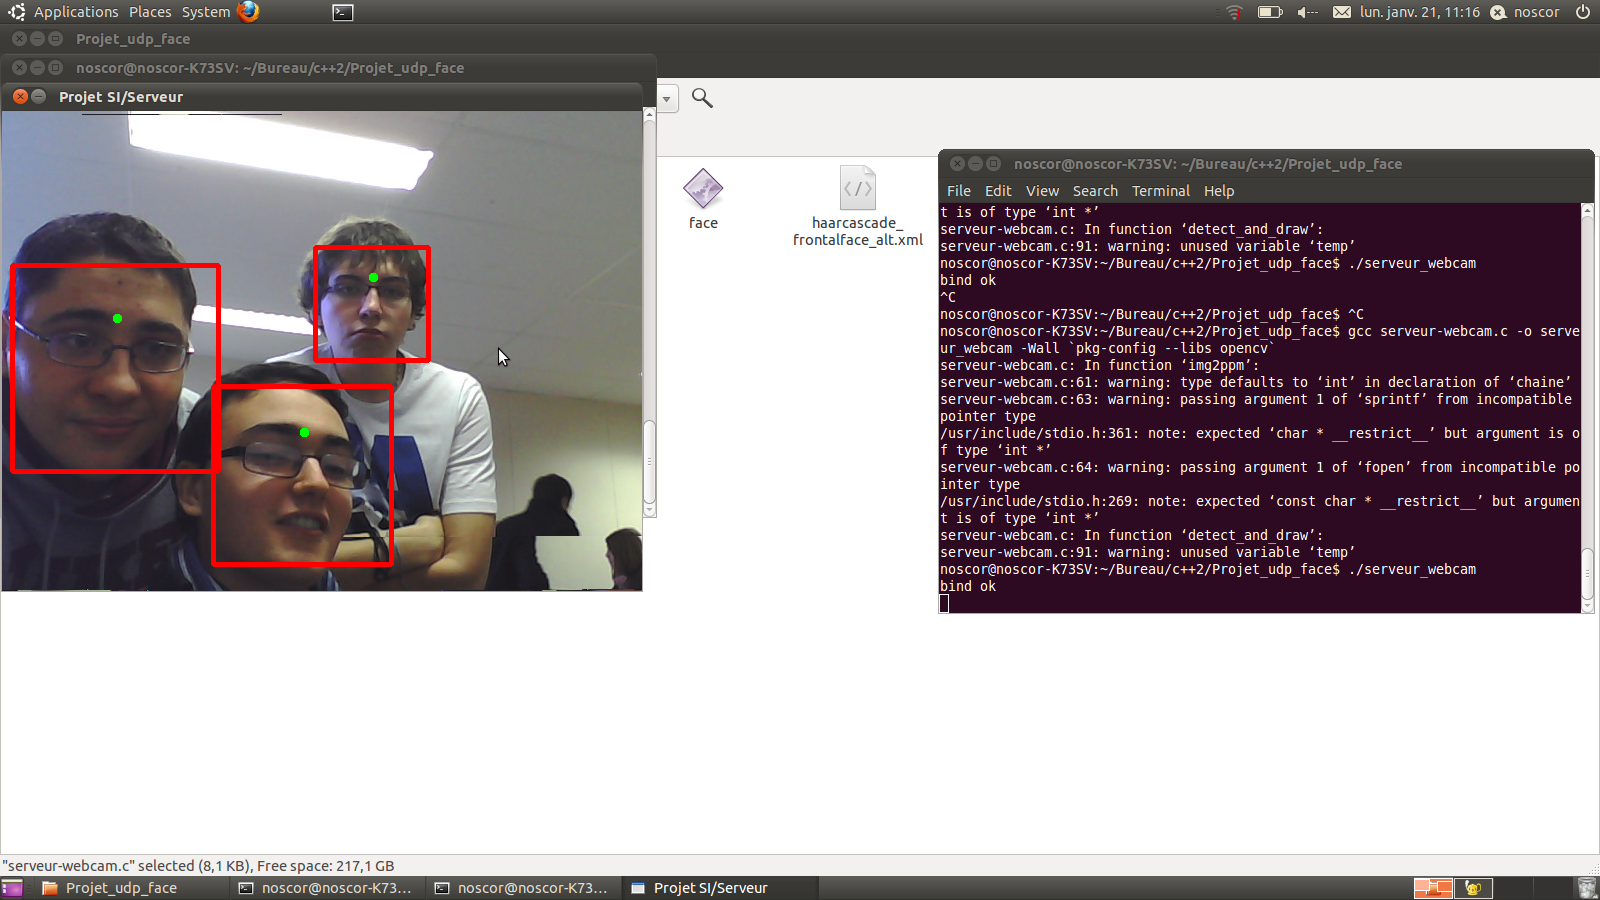 Applications Places System
lun. janv. 21, 11:16 noscor
Projet_udp_face
noscor@noscor-K73SV: ~/Bureau/c++2/Projet_udp_face
Projet SI/Serveur
face
haarcascade_
frontalface_alt.xml
noscor@noscor-K73SV: ~/Bureau/c++2/Projet_udp_face
File Edit View Search Terminal Help
t is of type ‘int *’
serveur-webcam.c: In function ‘detect_and_draw’:
serveur-webcam.c:91: warning: unused variable ‘temp’
noscor@noscor-K73SV:~/Bureau/c++2/Projet_udp_face$ ./serveur_webcam
bind ok
^C
noscor@noscor-K73SV:~/Bureau/c++2/Projet_udp_face$ ^C
noscor@noscor-K73SV:~/Bureau/c++2/Projet_udp_face$ gcc serveur-webcam.c -o serve
ur_webcam -Wall `pkg-config --libs opencv`
serveur-webcam.c: In function ‘img2ppm’:
serveur-webcam.c:61: warning: type defaults to ‘int’ in declaration of ‘chaine’
serveur-webcam.c:63: warning: passing argument 1 of ‘sprintf’ from incompatible
pointer type
/usr/include/stdio.h:361: note: expected ‘char * __restrict__’ but argument is o
f type ‘int *’
serveur-webcam.c:64: warning: passing argument 1 of ‘fopen’ from incompatible po
inter type
/usr/include/stdio.h:269: note: expected ‘const char * __restrict__’ but argumen
t is of type ‘int *’
serveur-webcam.c: In function ‘detect_and_draw’:
serveur-webcam.c:91: warning: unused variable ‘temp’
noscor@noscor-K73SV:~/Bureau/c++2/Projet_udp_face$ ./serveur_webcam
bind ok
"serveur-webcam.c" selected (8,1 KB), Free space: 217,1 GB
Projet_udp_face
noscor@noscor-K73...
noscor@noscor-K73...
Projet SI/Serveur